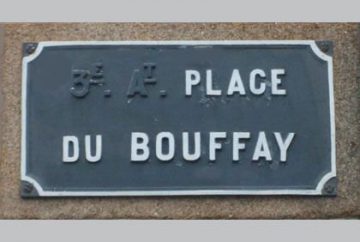 3E. AT. PLACE
DU BOUFFAY